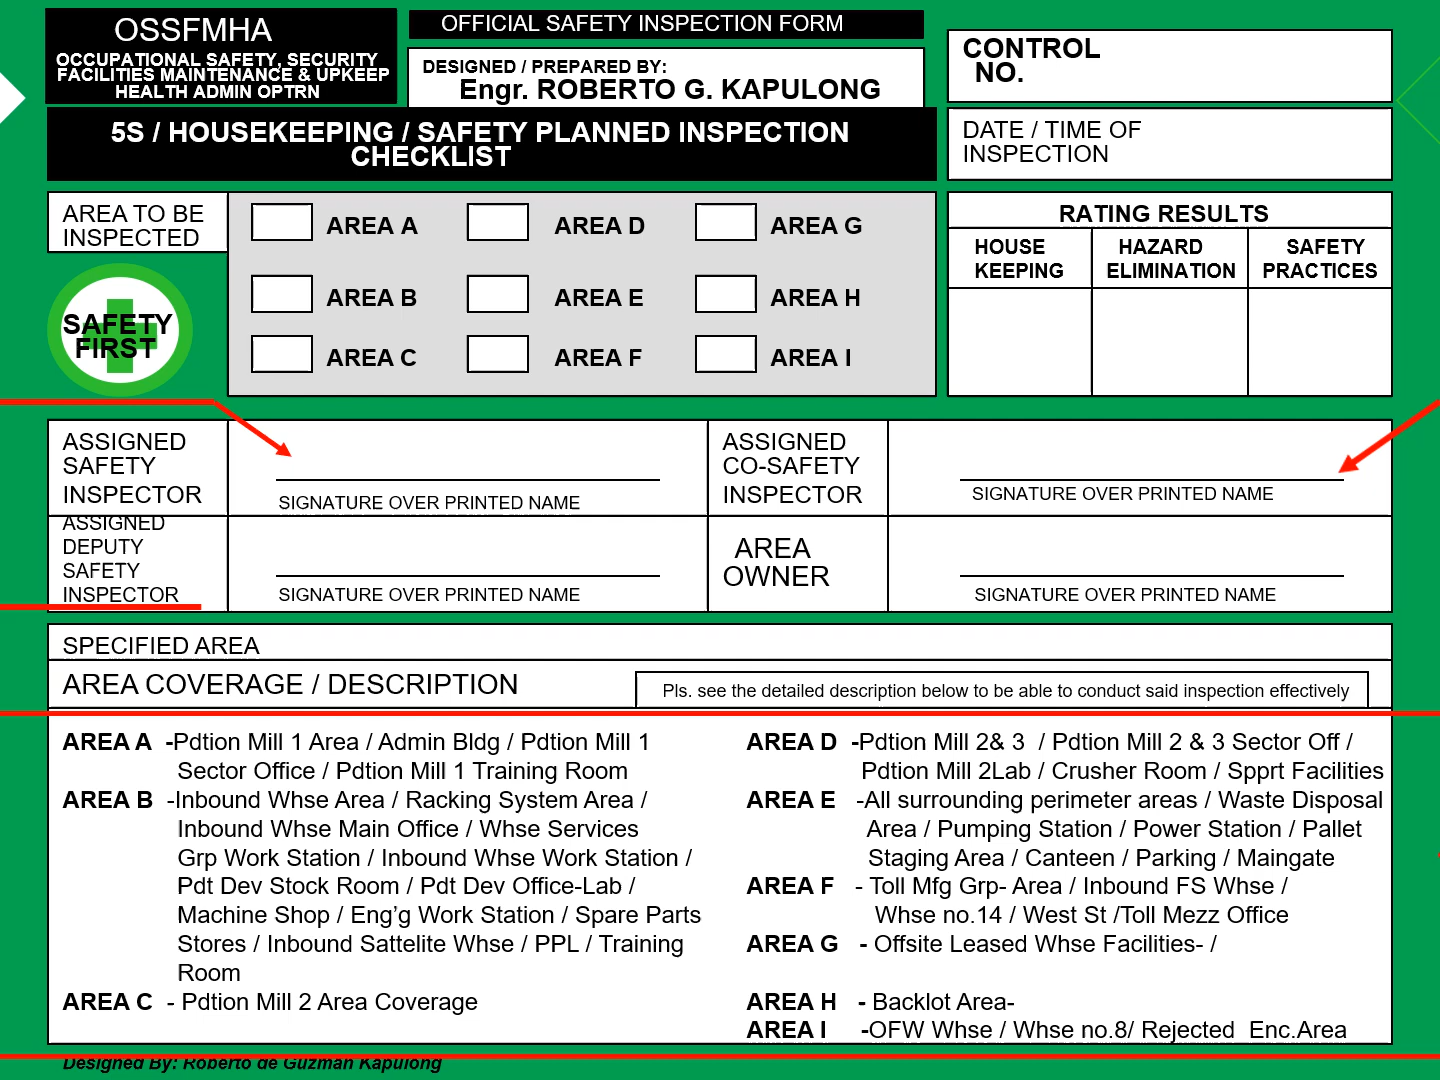 OSSFMHA
OCCUPATIONAL SAFETY, SECURITY
FACILITIES MAINTENANCE & UPKEEP
HEALTH ADMIN OPTRN
OFFICIAL SAFETY INSPECTION FORM
DESIGNED / PREPARED BY:
Engr. ROBERTO G. KAPULONG
CONTROL
NO.
5S / HOUSEKEEPING / SAFETY PLANNED INSPECTION
CHECKLIST
DATE / TIME OF
INSPECTION
AREA TO BE
INSPECTED
AREA A
AREA D
AREA G
AREA B
AREA E
AREA H
AREA C
AREA F
AREA I
SAFETY
FIRST
RATING RESULTS
HOUSE
KEEPING
HAZARD
ELIMINATION
SAFETY
PRACTICES
ASSIGNED
SAFETY
INSPECTOR
SIGNATURE OVER PRINTED NAME
ASSIGNED
CO-SAFETY
INSPECTOR
SIGNATURE OVER PRINTED NAME
ASSIGNED
DEPUTY
SAFETY
INSPECTOR
SIGNATURE OVER PRINTED NAME
AREA
OWNER
SIGNATURE OVER PRINTED NAME
SPECIFIED AREA
AREA COVERAGE / DESCRIPTION
Pls. see the detailed description below to be able to conduct said inspection effectively
AREA A -Pdtion Mill 1 Area / Admin Bldg / Pdtion Mill 1
Sector Office / Pdtion Mill 1 Training Room
AREA B -Inbound Whse Area / Racking System Area /
Inbound Whse Main Office / Whse Services
Grp Work Station / Inbound Whse Work Station /
Pdt Dev Stock Room / Pdt Dev Office-Lab /
Machine Shop / Eng’g Work Station / Spare Parts
Stores / Inbound Sattelite Whse / PPL / Training
Room
AREA C - Pdtion Mill 2 Area Coverage
AREA D -Pdtion Mill 2& 3 / Pdtion Mill 2 & 3 Sector Off /
Pdtion Mill 2Lab / Crusher Room / Spprt Facilities
AREA E -All surrounding perimeter areas / Waste Disposal
Area / Pumping Station / Power Station / Pallet
Staging Area / Canteen / Parking / Maingate
AREA F - Toll Mfg Grp- Area / Inbound FS Whse /
Whse no.14 / West St /Toll Mezz Office
AREA G - Offsite Leased Whse Facilities- /
AREA H - Backlot Area-
AREA I -OFW Whse / Whse no.8/ Rejected Enc.Area
Designed By: Roberto de Guzman Kapulong